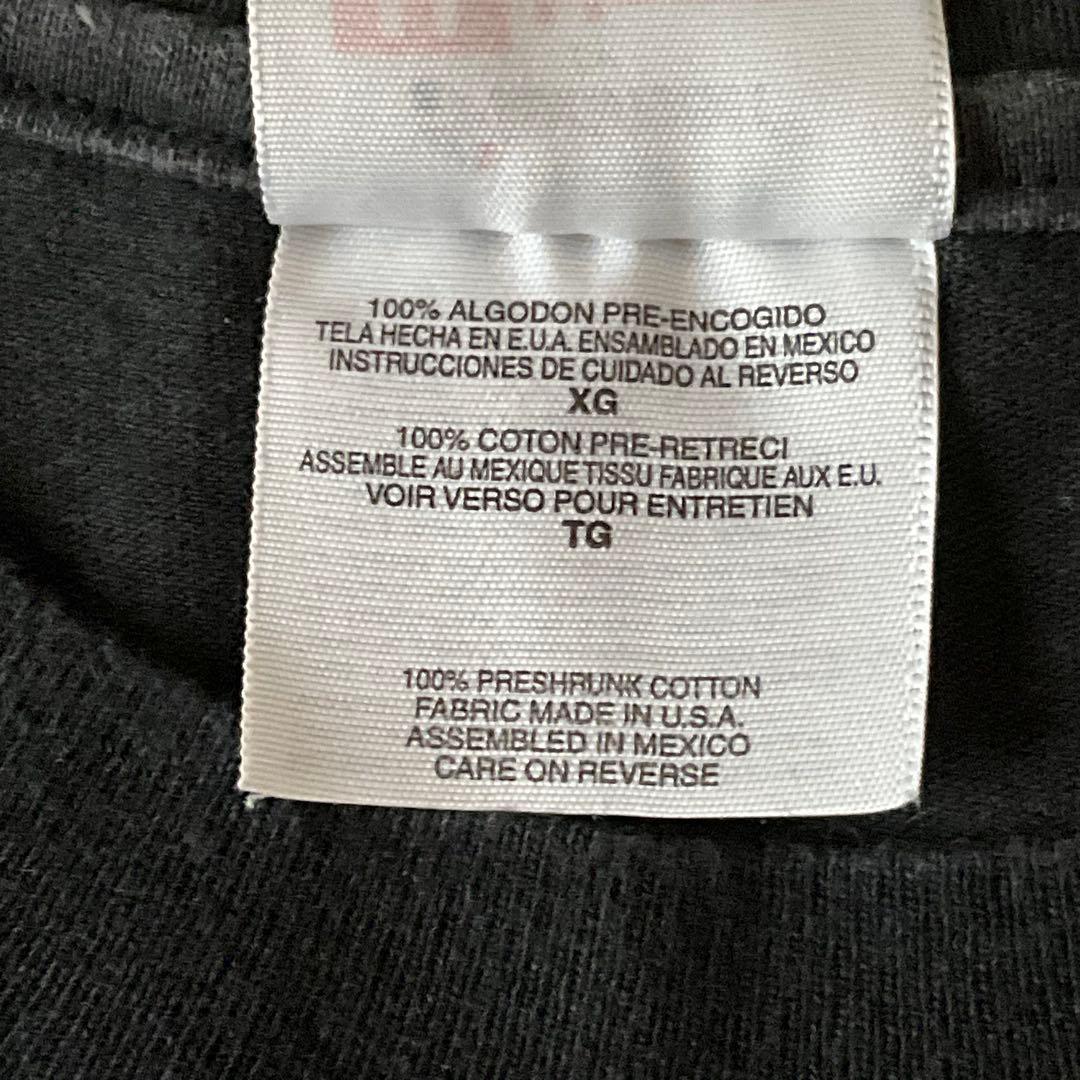 100% ALGODON PRE-ENCOGIDO
TELA HECHA EN E.U.A. ENSAMBLADO EN MEXICO
INSTRUCCIONES DE CUIDADO AL REVERSO
XG
100% COTON PRE-RETRECI
ASSEMBLE AU MEXIQUE TISSU FABRIQUE AUX E.U.
VOIR VERSO POUR ENTRETIEN
TG
100% PRESHRUNK COTTON
FABRIC MADE IN U.S.A.
ASSEMBLED IN MEXICO
CARE ON REVERSE